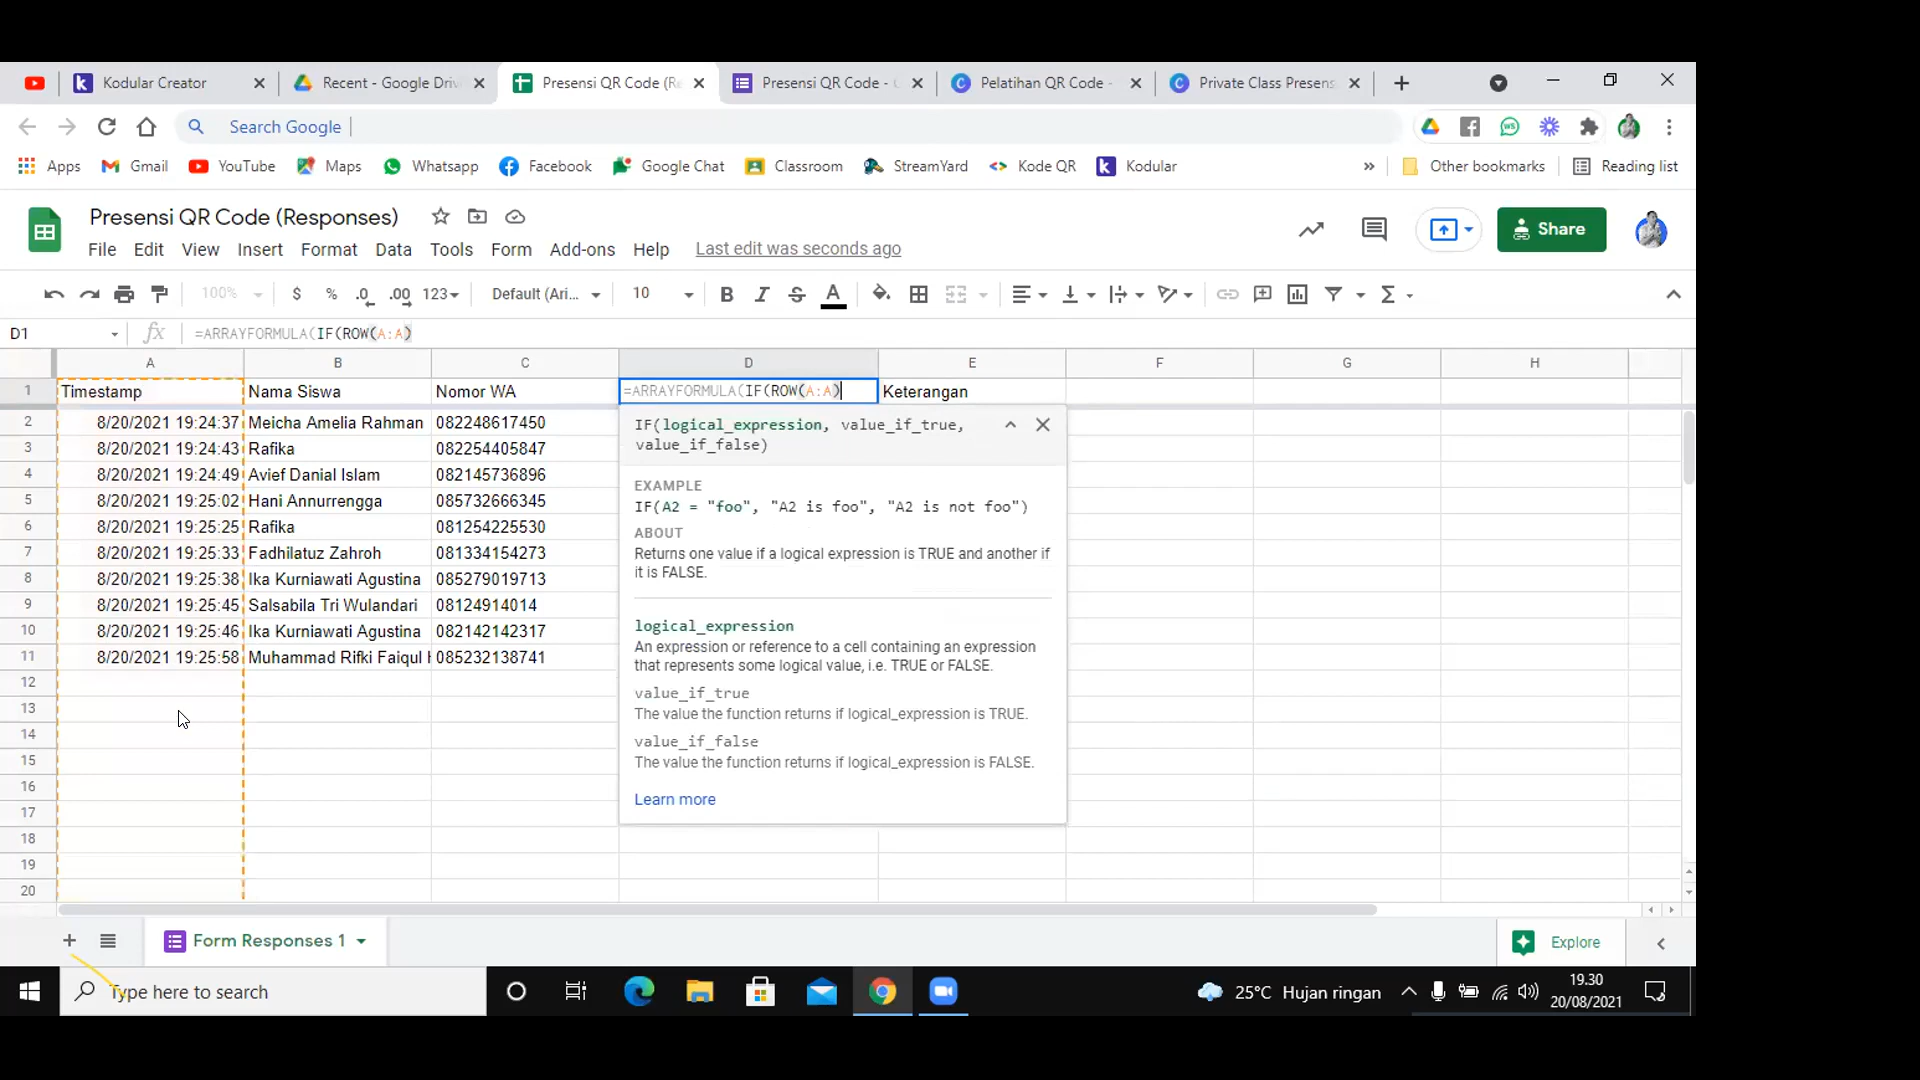 Kodular Creator
Recent - Google Driv
Presensi QR Code (Re
Presensi QR Code - G
Pelatihan QR Code -
Private Class Presens
Search Google
Apps
Gmail
YouTube
Maps
Whatsapp
Facebook
Google Chat
Classroom
StreamYard
Kode QR
Kodular
Other bookmarks
Reading list
Presensi QR Code (Responses)
File Edit View Insert Format Data Tools Form Add-ons Help Last edit was seconds ago
Share
100% $ % .0 .00 123 Default (Ari... 10 B I S A Σ
D1 fx =ARRAYFORMULA(IF(ROW(A:A)
A B C D E F G H
1 Timestamp Nama Siswa Nomor WA =ARRAYFORMULA(IF(ROW(A:A) Keterangan
2 8/20/2021 19:24:37 Meicha Amelia Rahman 082248617450
3 8/20/2021 19:24:43 Rafika 082254405847
4 8/20/2021 19:24:49 Avief Danial Islam 082145736896
5 8/20/2021 19:25:02 Hani Annurrengga 085732666345
6 8/20/2021 19:25:25 Rafika 081254225530
7 8/20/2021 19:25:33 Fadhilatuz Zahroh 081334154273
8 8/20/2021 19:25:38 Ika Kurniawati Agustina 085279019713
9 8/20/2021 19:25:45 Salsabila Tri Wulandari 08124914014
10 8/20/2021 19:25:46 Ika Kurniawati Agustina 082142142317
11 8/20/2021 19:25:58 Muhammad Rifki Faiqul H 085232138741
12
13
14
15
16
17
18
19
20
IF(logical_expression, value_if_true,
value_if_false)
EXAMPLE
IF(A2 = "foo", "A2 is foo", "A2 is not foo")
ABOUT
Returns one value if a logical expression is TRUE and another if
it is FALSE.
logical_expression
An expression or reference to a cell containing an expression
that represents some logical value, i.e. TRUE or FALSE.
value_if_true
The value the function returns if logical_expression is TRUE.
value_if_false
The value the function returns if logical_expression is FALSE.
Learn more
Form Responses 1
Explore
Type here to search
25°C Hujan ringan
19.30
20/08/2021